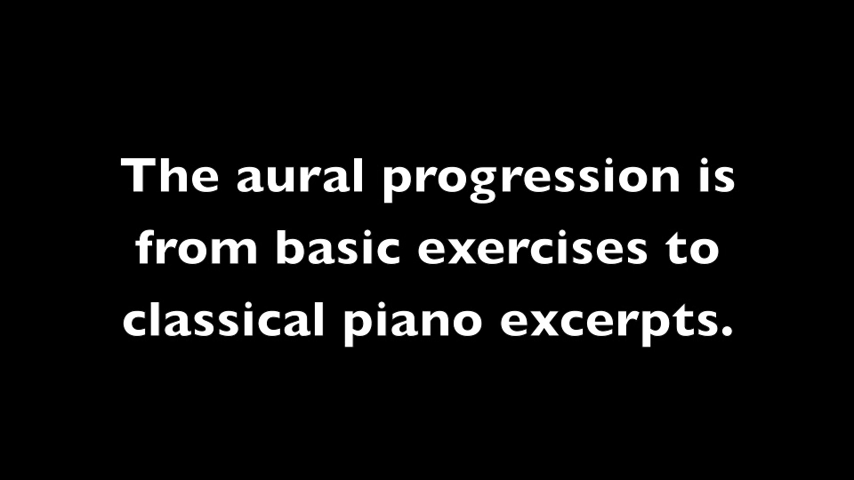 The aural progression is
from basic exercises to
classical piano excerpts.